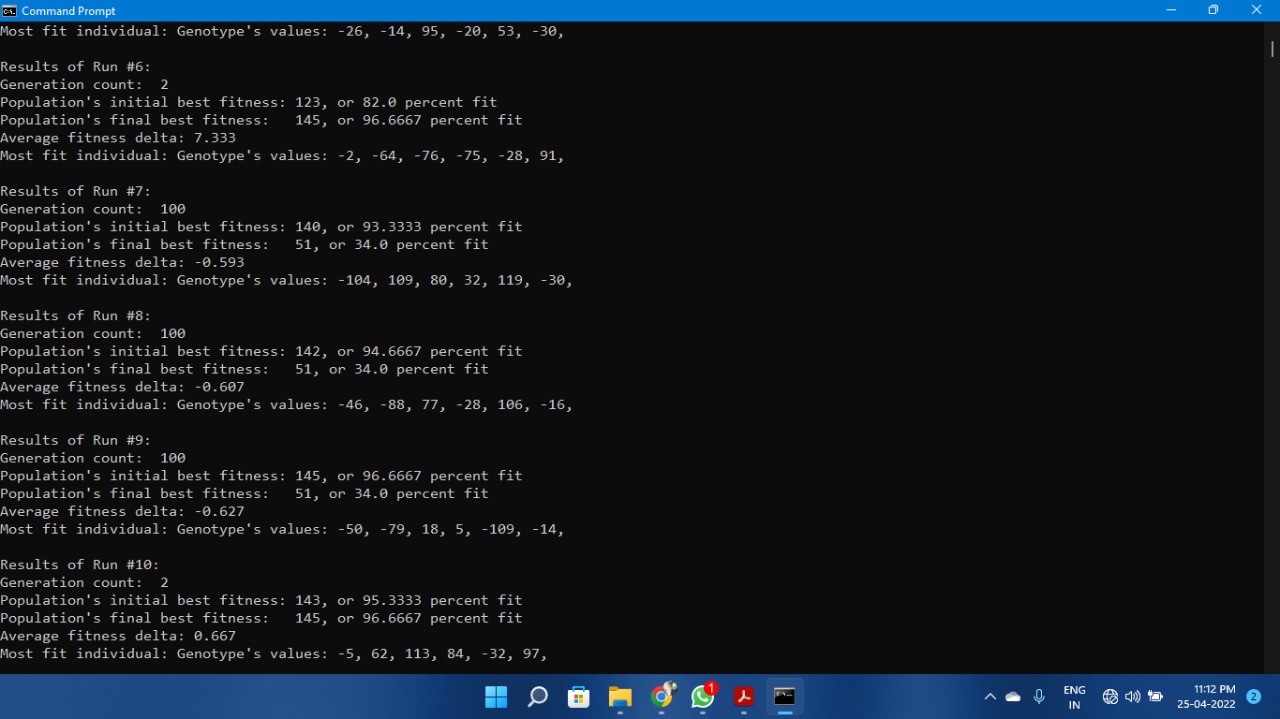 Command Prompt
Most fit individual: Genotype's values: -26, -14, 95, -20, 53, -30,
Results of Run #6:
Generation count:  2
Population's initial best fitness: 123, or 82.0 percent fit
Population's final best fitness:   145, or 96.6667 percent fit
Average fitness delta: 7.333
Most fit individual: Genotype's values: -2, -64, -76, -75, -28, 91,
Results of Run #7:
Generation count:  100
Population's initial best fitness: 140, or 93.3333 percent fit
Population's final best fitness:   51, or 34.0 percent fit
Average fitness delta: -0.593
Most fit individual: Genotype's values: -104, 109, 80, 32, 119, -30,
Results of Run #8:
Generation count:  100
Population's initial best fitness: 142, or 94.6667 percent fit
Population's final best fitness:   51, or 34.0 percent fit
Average fitness delta: -0.607
Most fit individual: Genotype's values: -46, -88, 77, -28, 106, -16,
Results of Run #9:
Generation count:  100
Population's initial best fitness: 145, or 96.6667 percent fit
Population's final best fitness:   51, or 34.0 percent fit
Average fitness delta: -0.627
Most fit individual: Genotype's values: -50, -79, 18, 5, -109, -14,
Results of Run #10:
Generation count:  2
Population's initial best fitness: 143, or 95.3333 percent fit
Population's final best fitness:   145, or 96.6667 percent fit
Average fitness delta: 0.667
Most fit individual: Genotype's values: -5, 62, 113, 84, -32, 97,
1
ENG
IN
11:12 PM
25-04-2022
2